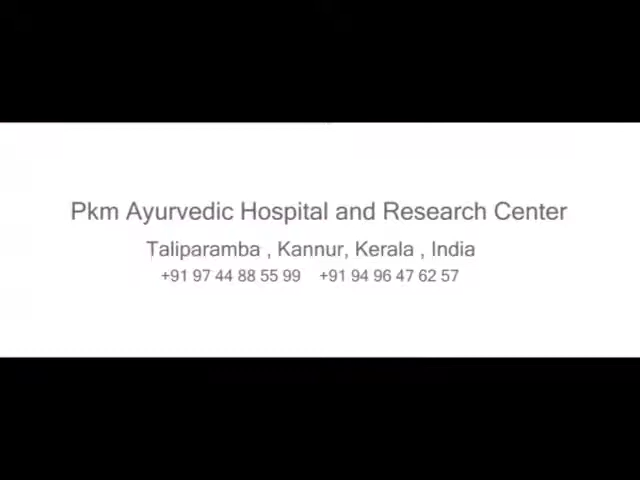 Pkm Ayurvedic Hospital and Research Center
Taliparamba , Kannur, Kerala , India
+91 97 44 88 55 99 +91 94 96 47 62 57